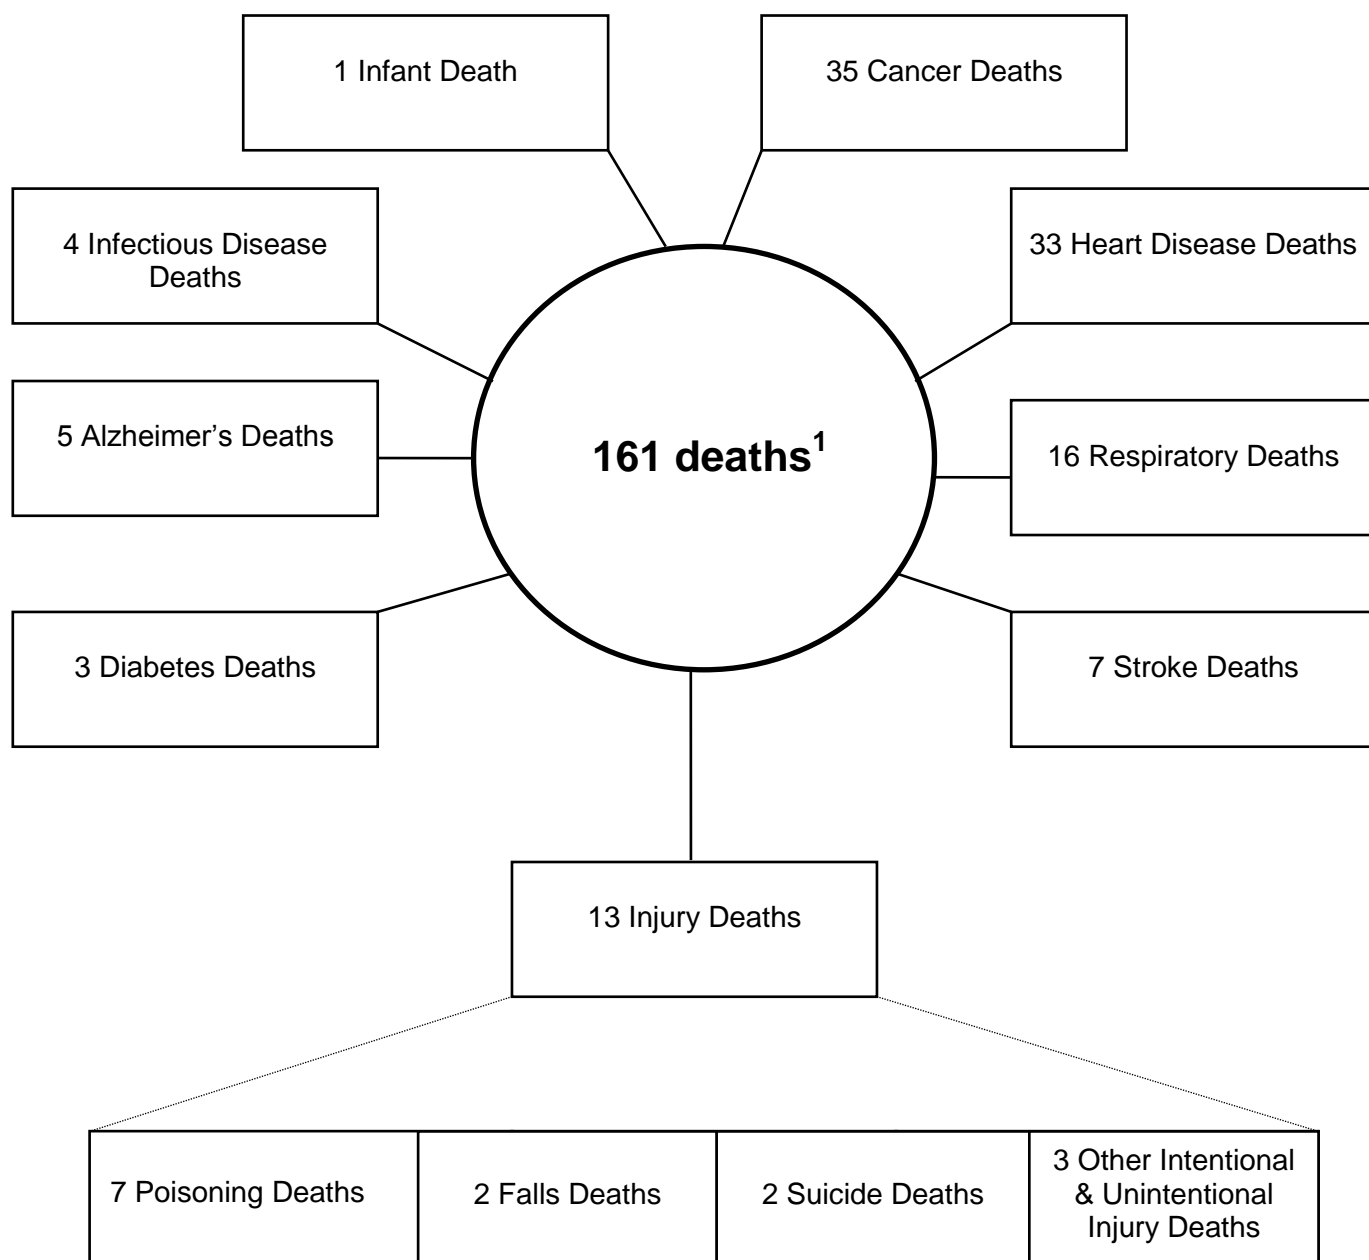 1 Infant Death
35 Cancer Deaths
4 Infectious Disease
Deaths
33 Heart Disease Deaths
5 Alzheimer’s Deaths
161 deaths¹
16 Respiratory Deaths
3 Diabetes Deaths
7 Stroke Deaths
13 Injury Deaths
7 Poisoning Deaths
2 Falls Deaths
2 Suicide Deaths
3 Other Intentional
& Unintentional
Injury Deaths